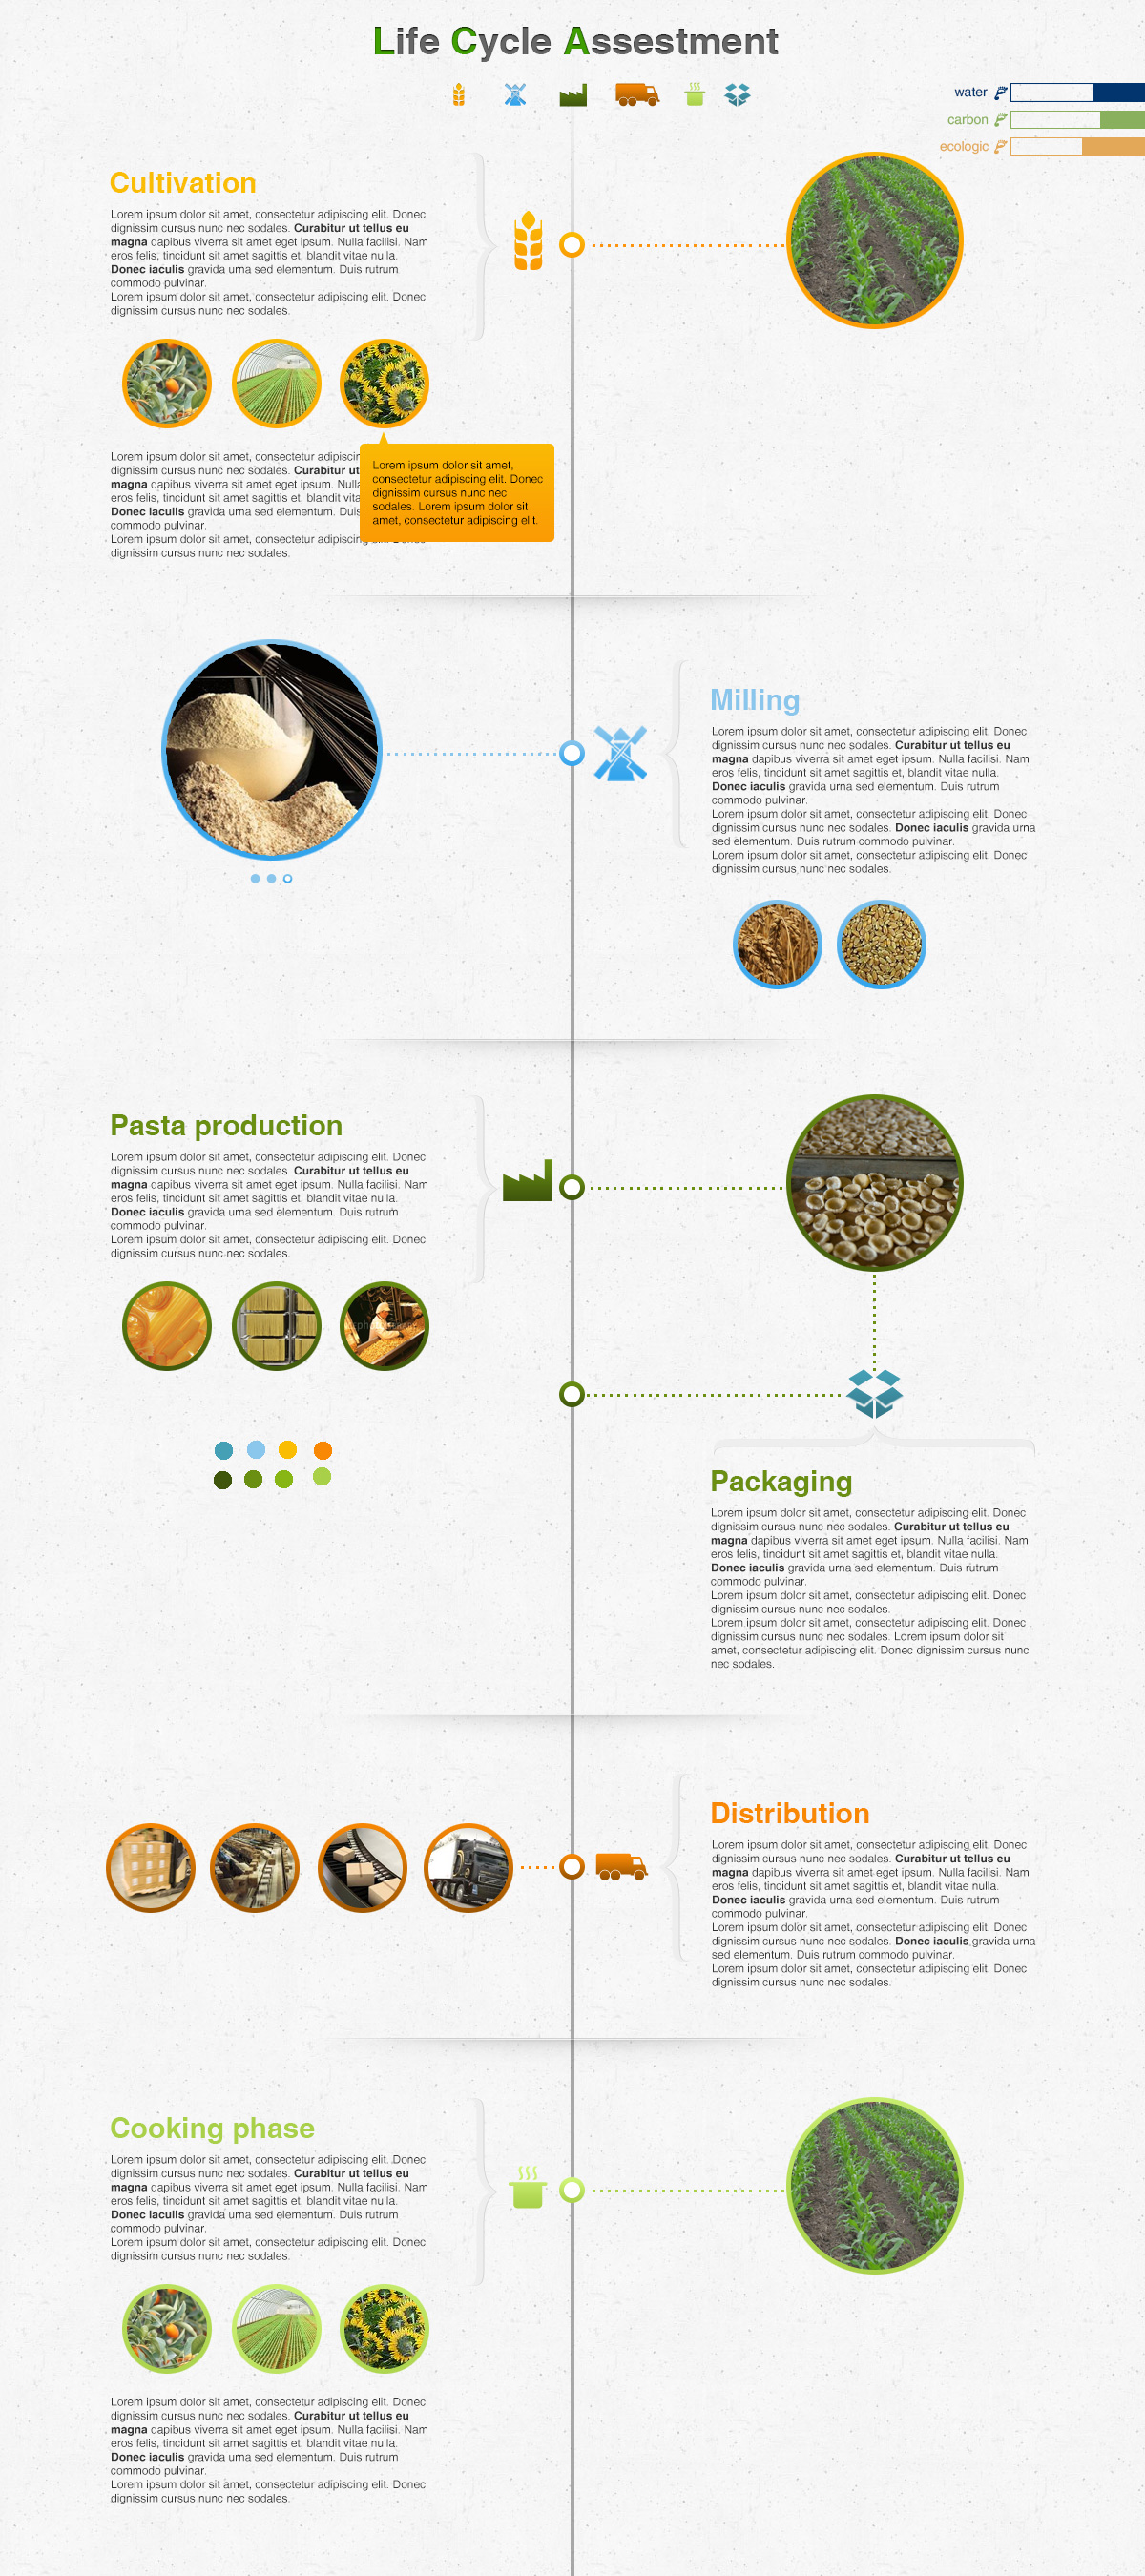 Life Cycle Assestment
water
carbon
ecologic
Cultivation
Lorem ipsum dolor sit amet, consectetur adipiscing elit. Donec
dignissim cursus nunc nec sodales. Curabitur ut tellus eu
magna dapibus viverra sit amet eget ipsum. Nulla facilisi. Nam
eros felis, tincidunt sit amet sagittis et, blandit vitae nulla.
Donec iaculis gravida urna sed elementum. Duis rutrum
commodo pulvinar.
Lorem ipsum dolor sit amet, consectetur adipiscing elit. Donec
dignissim cursus nunc nec sodales.
Lorem ipsum dolor sit amet, consectetur adipiscin
dignissim cursus nunc nec sodales. Curabitur ut
magna dapibus viverra sit amet eget ipsum. Nulla
eros felis, tincidunt sit amet sagittis et, blandit vitae
Donec iaculis gravida urna sed elementum. Duis
commodo pulvinar.
Lorem ipsum dolor sit amet, consectetur adipiscing
dignissim cursus nunc nec sodales.
Lorem ipsum dolor sit amet,
consectetur adipiscing elit. Donec
dignissim cursus nunc nec
sodales. Lorem ipsum dolor sit
amet, consectetur adipiscing elit.
Milling
Lorem ipsum dolor sit amet, consectetur adipiscing elit. Donec
dignissim cursus nunc nec sodales. Curabitur ut tellus eu
magna dapibus viverra sit amet eget ipsum. Nulla facilisi. Nam
eros felis, tincidunt sit amet sagittis et, blandit vitae nulla.
Donec iaculis gravida urna sed elementum. Duis rutrum
commodo pulvinar.
Lorem ipsum dolor sit amet, consectetur adipiscing elit. Donec
dignissim cursus nunc nec sodales. Donec iaculis gravida urna
sed elementum. Duis rutrum commodo pulvinar.
Lorem ipsum dolor sit amet, consectetur adipiscing elit. Donec
dignissim cursus nunc nec sodales.
Pasta production
Lorem ipsum dolor sit amet, consectetur adipiscing elit. Donec
dignissim cursus nunc nec sodales. Curabitur ut tellus eu
magna dapibus viverra sit amet eget ipsum. Nulla facilisi. Nam
eros felis, tincidunt sit amet sagittis et, blandit vitae nulla.
Donec iaculis gravida urna sed elementum. Duis rutrum
commodo pulvinar.
Lorem ipsum dolor sit amet, consectetur adipiscing elit. Donec
dignissim cursus nunc nec sodales.
Packaging
Lorem ipsum dolor sit amet, consectetur adipiscing elit. Donec
dignissim cursus nunc nec sodales. Curabitur ut tellus eu
magna dapibus viverra sit amet eget ipsum. Nulla facilisi. Nam
eros felis, tincidunt sit amet sagittis et, blandit vitae nulla.
Donec iaculis gravida urna sed elementum. Duis rutrum
commodo pulvinar.
Lorem ipsum dolor sit amet, consectetur adipiscing elit. Donec
dignissim cursus nunc nec sodales.
Lorem ipsum dolor sit amet, consectetur adipiscing elit. Donec
dignissim cursus nunc nec sodales. Lorem ipsum dolor sit
amet, consectetur adipiscing elit. Donec dignissim cursus nunc
nec sodales.
Distribution
Lorem ipsum dolor sit amet, consectetur adipiscing elit. Donec
dignissim cursus nunc nec sodales. Curabitur ut tellus eu
magna dapibus viverra sit amet eget ipsum. Nulla facilisi. Nam
eros felis, tincidunt sit amet sagittis et, blandit vitae nulla.
Donec iaculis gravida urna sed elementum. Duis rutrum
commodo pulvinar.
Lorem ipsum dolor sit amet, consectetur adipiscing elit. Donec
dignissim cursus nunc nec sodales. Donec iaculis gravida urna
sed elementum. Duis rutrum commodo pulvinar.
Lorem ipsum dolor sit amet, consectetur adipiscing elit. Donec
dignissim cursus nunc nec sodales.
Cooking phase
Lorem ipsum dolor sit amet, consectetur adipiscing elit. Donec
dignissim cursus nunc nec sodales. Curabitur ut tellus eu
magna dapibus viverra sit amet eget ipsum. Nulla facilisi. Nam
eros felis, tincidunt sit amet sagittis et, blandit vitae nulla.
Donec iaculis gravida urna sed elementum. Duis rutrum
commodo pulvinar.
Lorem ipsum dolor sit amet, consectetur adipiscing elit. Donec
dignissim cursus nunc nec sodales.
Lorem ipsum dolor sit amet, consectetur adipiscing elit. Donec
dignissim cursus nunc nec sodales. Curabitur ut tellus eu
magna dapibus viverra sit amet eget ipsum. Nulla facilisi. Nam
eros felis, tincidunt sit amet sagittis et, blandit vitae nulla.
Donec iaculis gravida urna sed elementum. Duis rutrum
commodo pulvinar.
Lorem ipsum dolor sit amet, consectetur adipiscing elit. Donec
dignissim cursus nunc nec sodales.